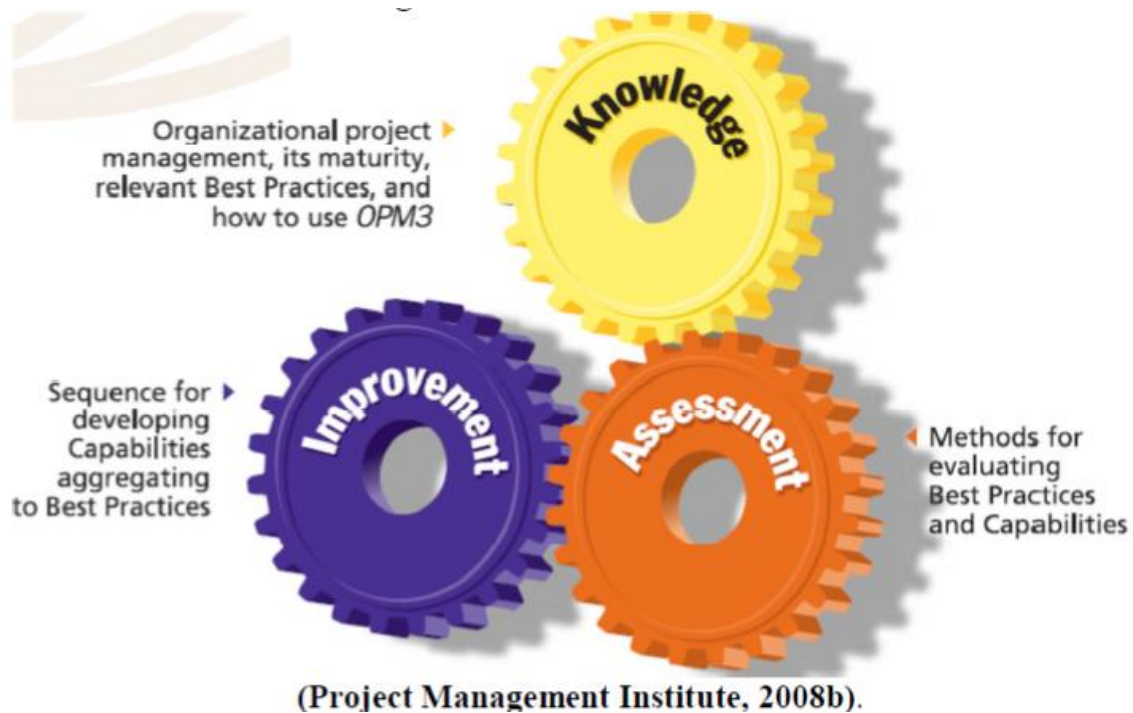 Knowledge
Organizational project
management, its maturity,
relevant Best Practices, and
how to use OPM3
Improvement
Sequence for
developing
Capabilities
aggregating
to Best Practices
Assessment
Methods for
evaluating
Best Practices
and Capabilities
(Project Management Institute, 2008b).